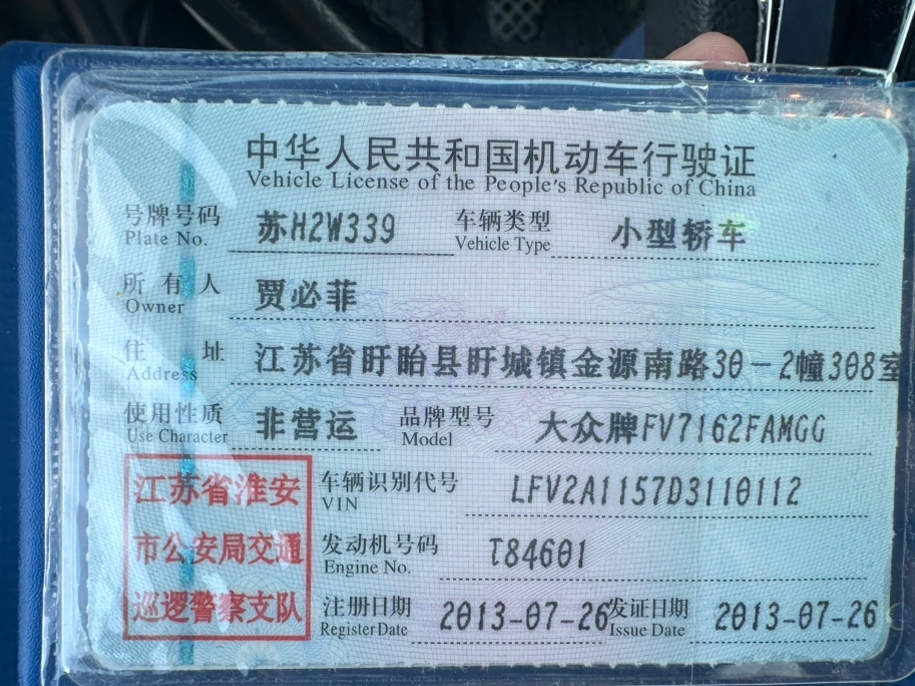 中华人民共和国机动车行驶证
Vehicle License of the People's Republic of China
号牌号码 苏H2W339 车辆类型 小型轿车
Plate No. Vehicle Type
所有人 贾必菲
Owner
住址 江苏省盱眙县盱城镇金源南路30-2幢308室
Address
使用性质 非营运 品牌型号 大众牌FV7162FAMGG
Use Character Model
江苏省淮安
市公安局交通
巡逻警察支队
车辆识别代号 LFV2A1157D3110112
VIN
发动机号码 T84601
Engine No.
注册日期 2013-07-26 发证日期 2013-07-26
Register Date Issue Date